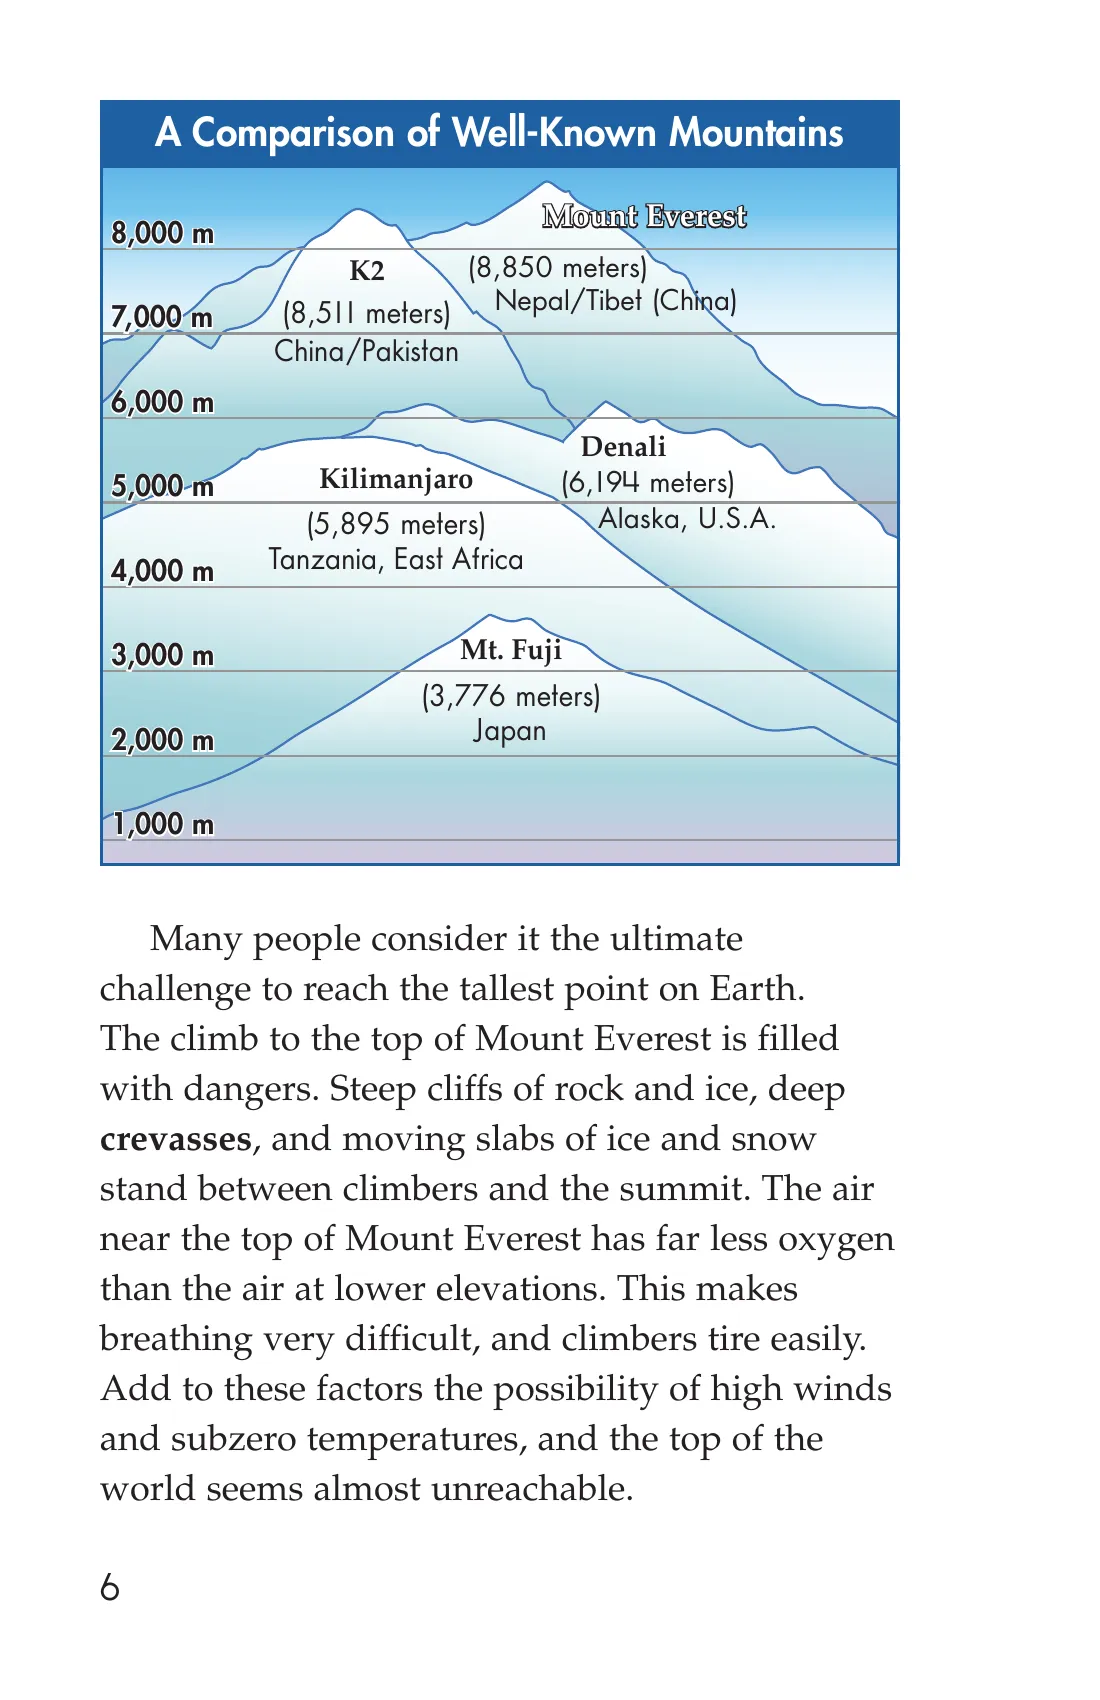 A Comparison of Well-Known Mountains
Mount Everest
8,000 m
K2
(8,850 meters)
Nepal/Tibet (China)
7,000 m
(8,511 meters)
China/Pakistan
6,000 m
Denali
Kilimanjaro
(6,194 meters)
5,000 m
(5,895 meters)
Alaska, U.S.A.
Tanzania, East Africa
4,000 m
3,000 m
Mt. Fuji
(3,776 meters)
Japan
2,000 m
1,000 m
Many people consider it the ultimate
challenge to reach the tallest point on Earth.
The climb to the top of Mount Everest is filled
with dangers. Steep cliffs of rock and ice, deep
crevasses, and moving slabs of ice and snow
stand between climbers and the summit. The air
near the top of Mount Everest has far less oxygen
than the air at lower elevations. This makes
breathing very difficult, and climbers tire easily.
Add to these factors the possibility of high winds
and subzero temperatures, and the top of the
world seems almost unreachable.
6